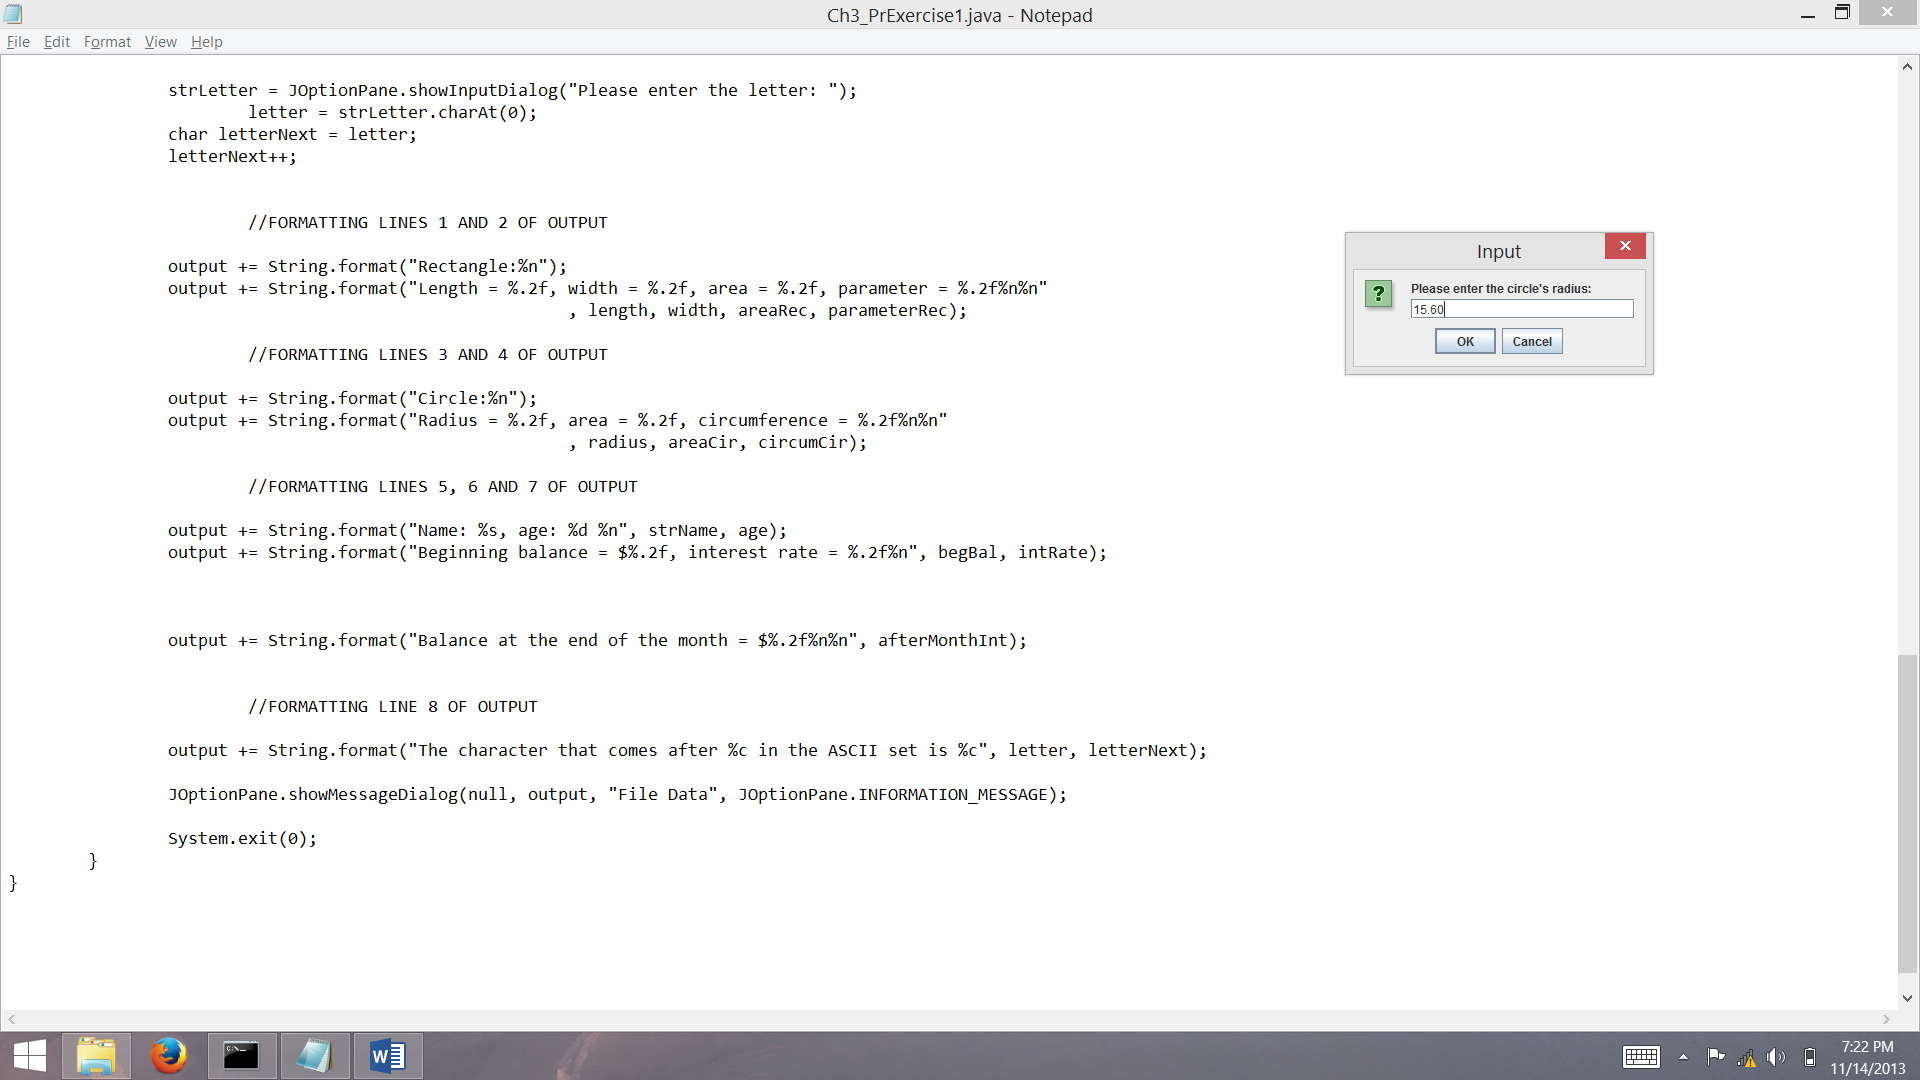 Ch3_PrExercise1.java - Notepad
File Edit Format View Help
strLetter = JOptionPane.showInputDialog("Please enter the letter: ");
letter = strLetter.charAt(0);
char letterNext = letter;
letterNext++;
//FORMATTING LINES 1 AND 2 OF OUTPUT
output += String.format("Rectangle:%n");
output += String.format("Length = %.2f, width = %.2f, area = %.2f, parameter = %.2f%n%n"
, length, width, areaRec, parameterRec);
//FORMATTING LINES 3 AND 4 OF OUTPUT
output += String.format("Circle:%n");
output += String.format("Radius = %.2f, area = %.2f, circumference = %.2f%n%n"
, radius, areaCir, circumCir);
//FORMATTING LINES 5, 6 AND 7 OF OUTPUT
output += String.format("Name: %s, age: %d %n", strName, age);
output += String.format("Beginning balance = $%.2f, interest rate = %.2f%n", begBal, intRate);
output += String.format("Balance at the end of the month = $%.2f%n%n", afterMonthInt);
//FORMATTING LINE 8 OF OUTPUT
output += String.format("The character that comes after %c in the ASCII set is %c", letter, letterNext);
JOptionPane.showMessageDialog(null, output, "File Data", JOptionPane.INFORMATION_MESSAGE);
System.exit(0);
}
}
Input
Please enter the circle's radius:
15.60
OK Cancel
7:22 PM
11/14/2013